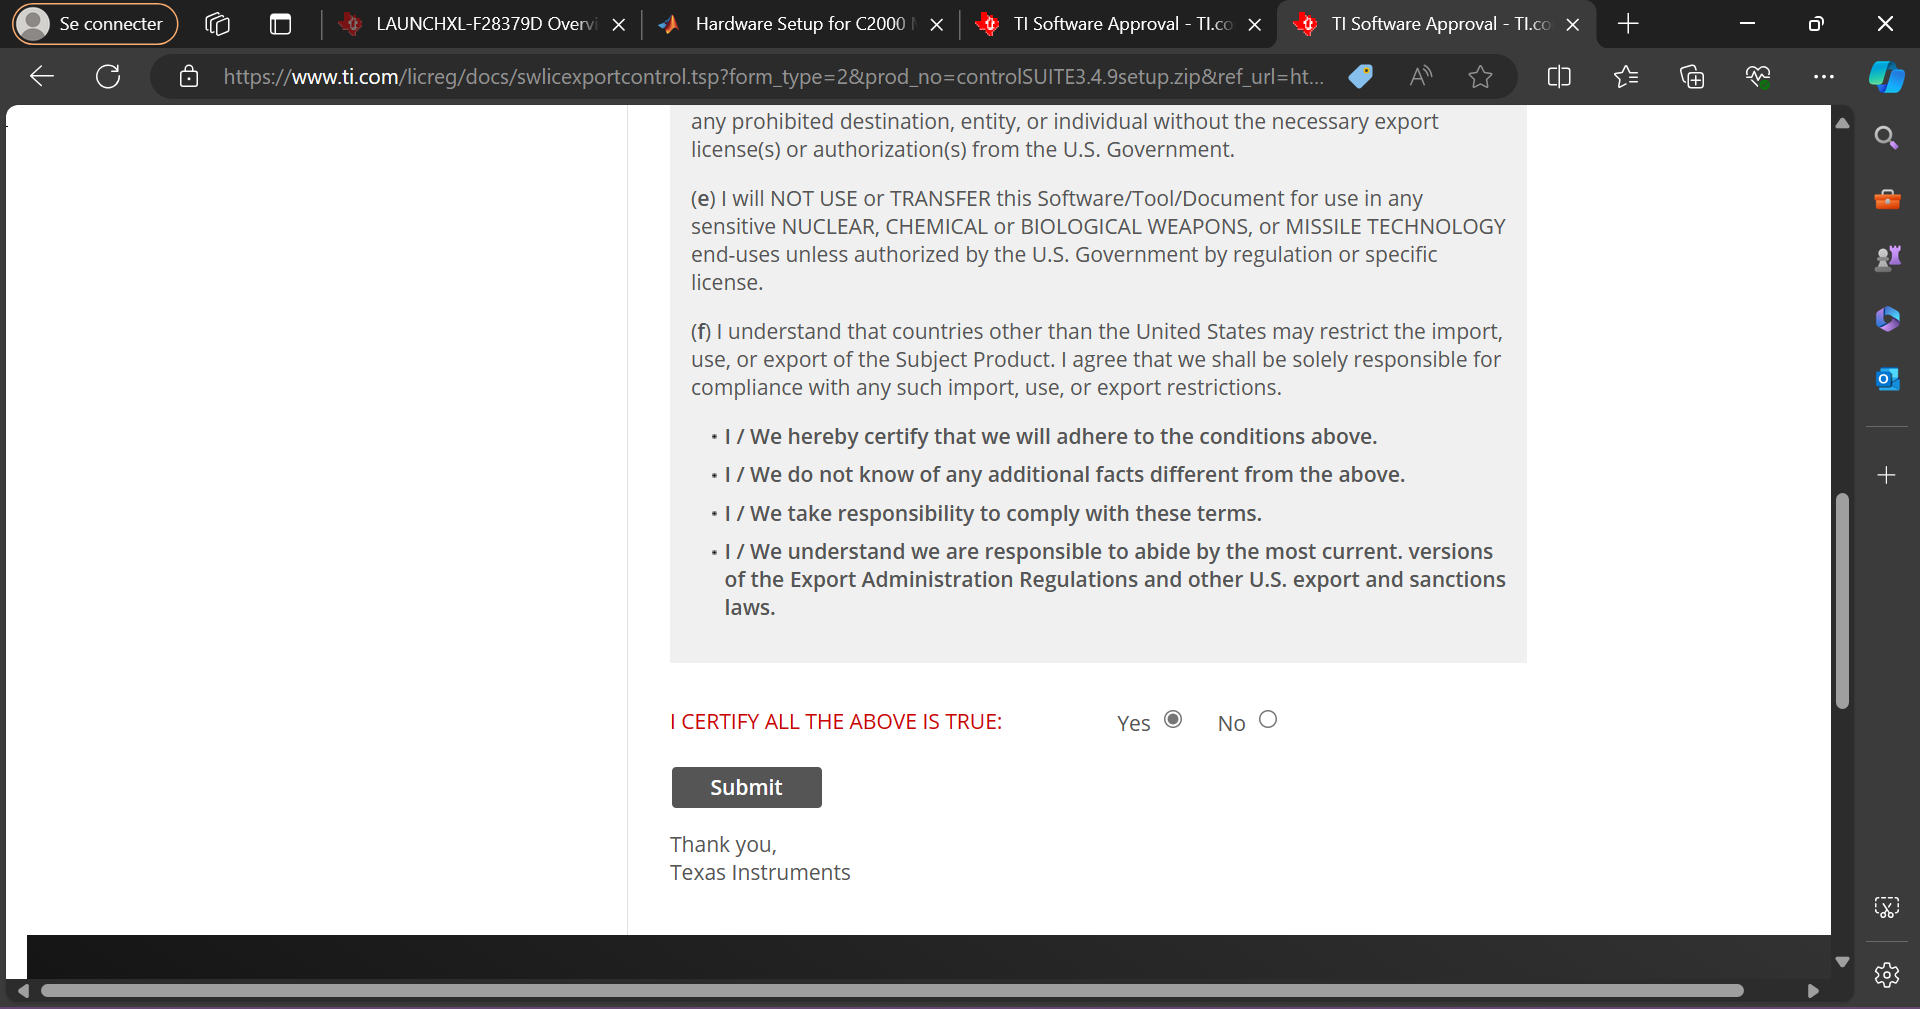 Se connecter
LAUNCHXL-F28379D Overvi
Hardware Setup for C2000
TI Software Approval - TI.co
TI Software Approval - TI.co
https://www.ti.com/licreg/docs/swlicexportcontrol.tsp?form_type=2&prod_no=controlSUITE3.4.9setup.zip&ref_url=ht...
any prohibited destination, entity, or individual without the necessary export
license(s) or authorization(s) from the U.S. Government.
(e) I will NOT USE or TRANSFER this Software/Tool/Document for use in any
sensitive NUCLEAR, CHEMICAL or BIOLOGICAL WEAPONS, or MISSILE TECHNOLOGY
end-uses unless authorized by the U.S. Government by regulation or specific
license.
(f) I understand that countries other than the United States may restrict the import,
use, or export of the Subject Product. I agree that we shall be solely responsible for
compliance with any such import, use, or export restrictions.
• I / We hereby certify that we will adhere to the conditions above.
• I / We do not know of any additional facts different from the above.
• I / We take responsibility to comply with these terms.
• I / We understand we are responsible to abide by the most current. versions
of the Export Administration Regulations and other U.S. export and sanctions
laws.
I CERTIFY ALL THE ABOVE IS TRUE: Yes No
Submit
Thank you,
Texas Instruments